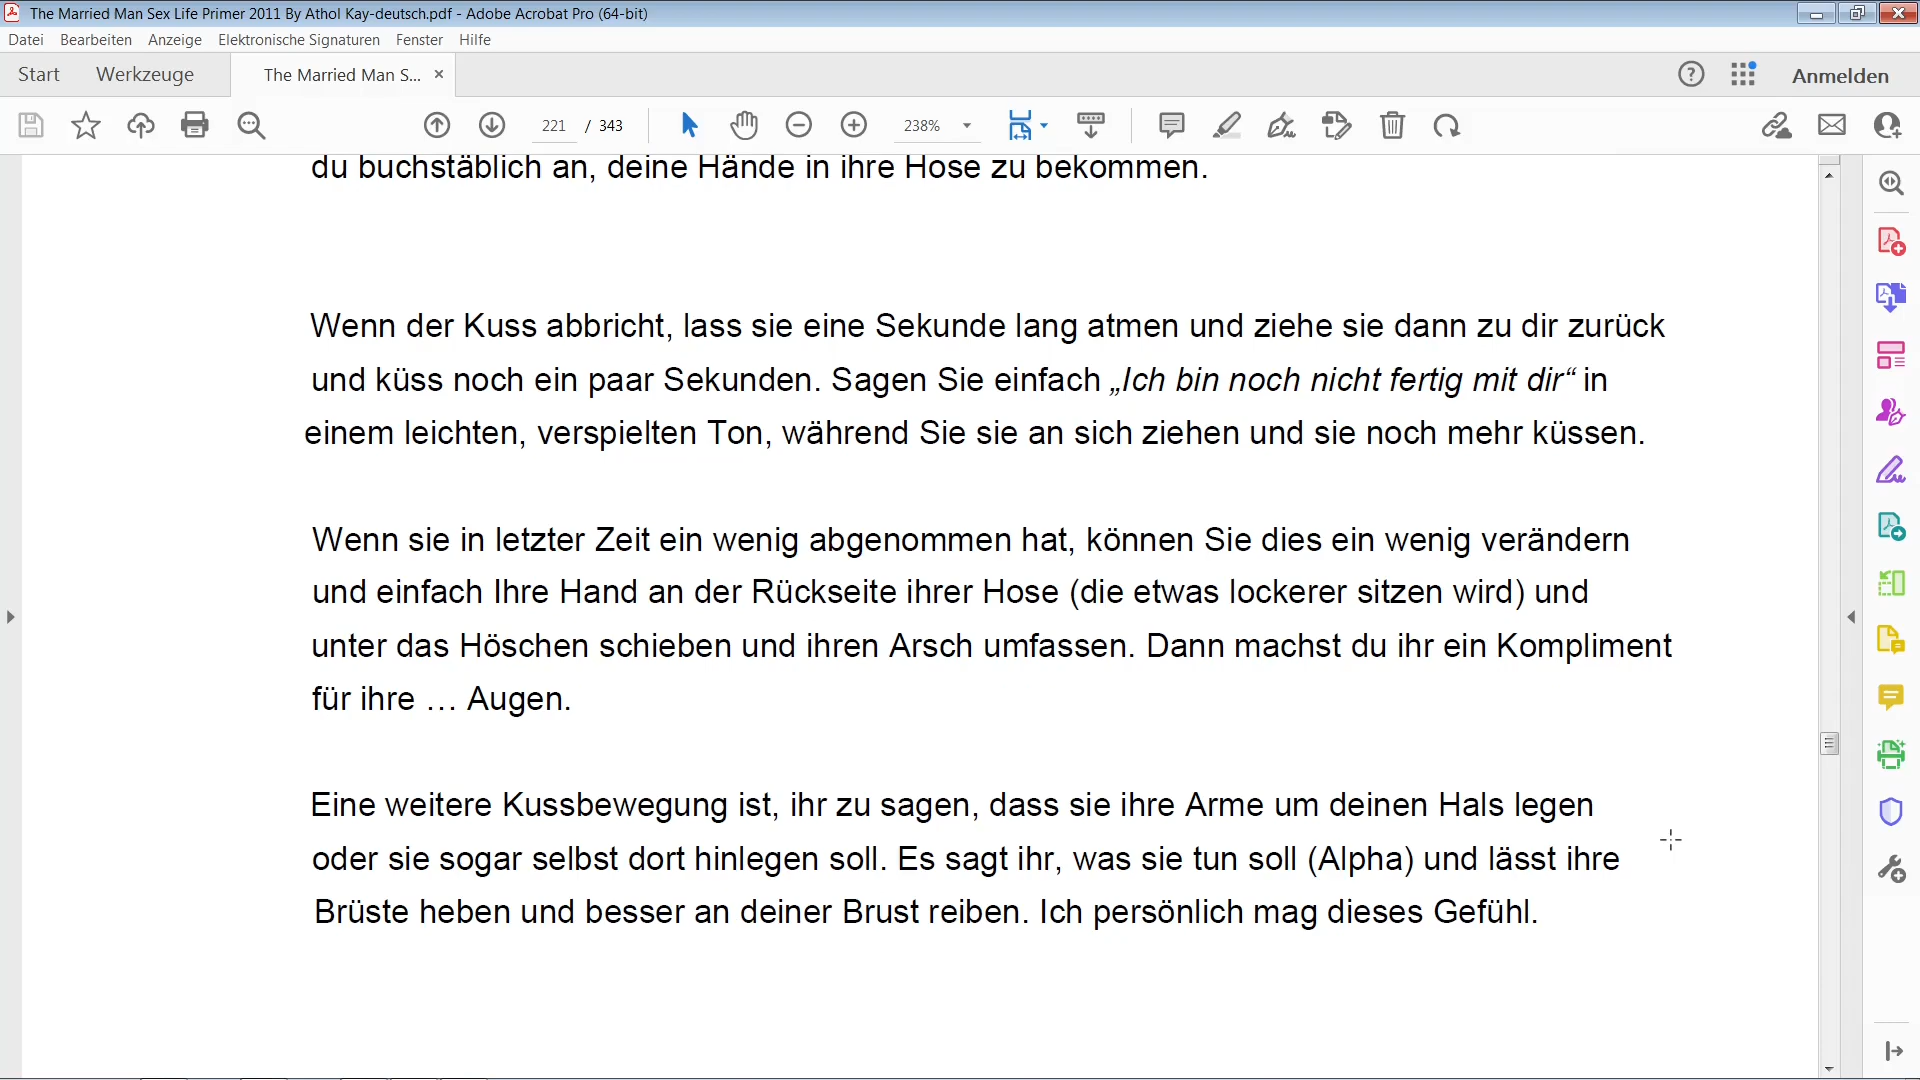 The Married Man Sex Life Primer 2011 By Athol Kay-deutsch.pdf - Adobe Acrobat Pro (64-bit)
Datei Bearbeiten Anzeige Elektronische Signaturen Fenster Hilfe
Start Werkzeuge The Married Man S... × Anmelden
221 / 343 238%
du buchstäblich an, deine Hände in ihre Hose zu bekommen.
Wenn der Kuss abbricht, lass sie eine Sekunde lang atmen und ziehe sie dann zu dir zurück
und küss noch ein paar Sekunden. Sagen Sie einfach „Ich bin noch nicht fertig mit dir“ in
einem leichten, verspielten Ton, während Sie sie an sich ziehen und sie noch mehr küssen.
Wenn sie in letzter Zeit ein wenig abgenommen hat, können Sie dies ein wenig verändern
und einfach Ihre Hand an der Rückseite ihrer Hose (die etwas lockerer sitzen wird) und
unter das Höschen schieben und ihren Arsch umfassen. Dann machst du ihr ein Kompliment
für ihre … Augen.
Eine weitere Kussbewegung ist, ihr zu sagen, dass sie ihre Arme um deinen Hals legen
oder sie sogar selbst dort hinlegen soll. Es sagt ihr, was sie tun soll (Alpha) und lässt ihre
Brüste heben und besser an deiner Brust reiben. Ich persönlich mag dieses Gefühl.